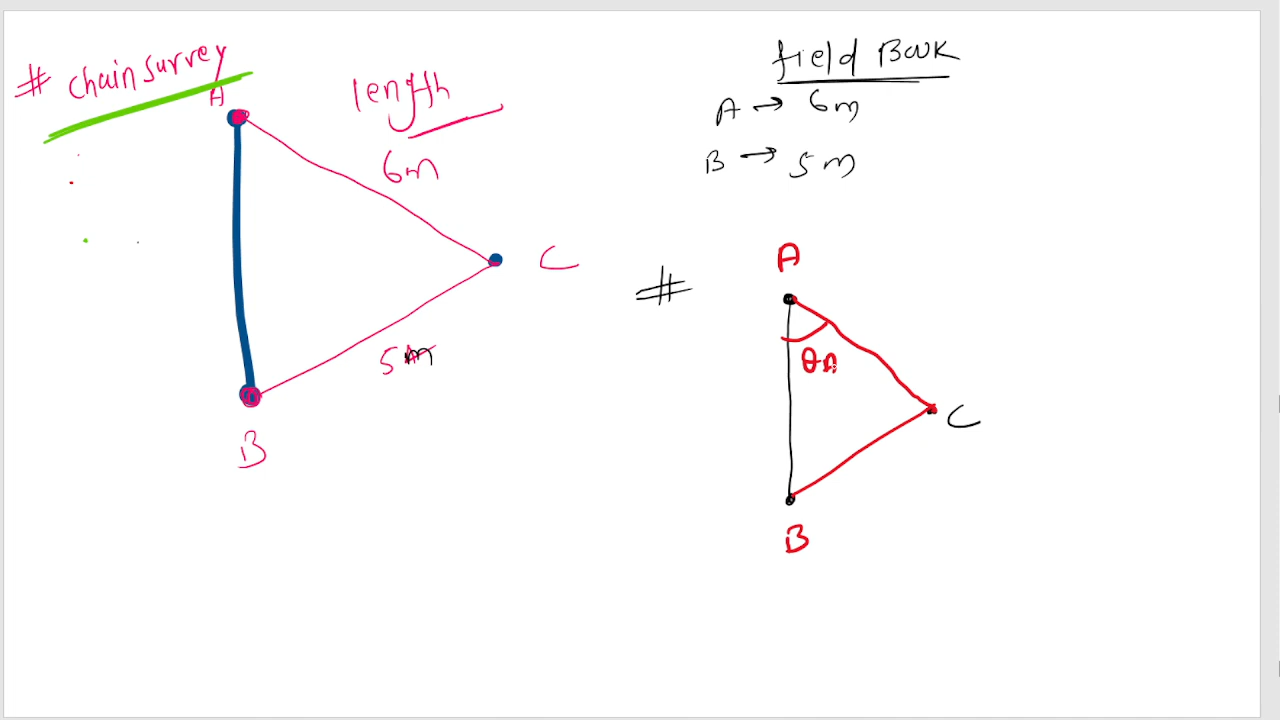 # chain survey
A
length
6m
C
5m
B
field Book
A → 6m
B → 5m
#
A
θA
C
B